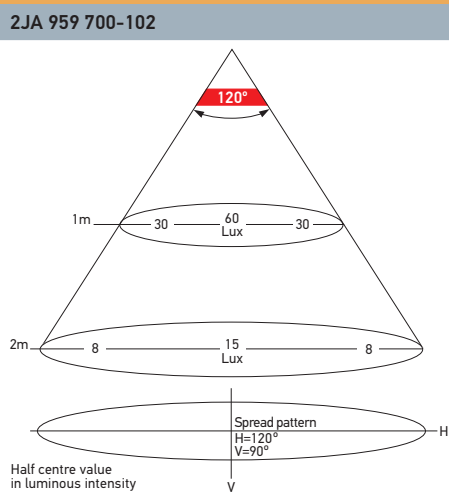 2JA 959 700-102
120°
1m 30 60 30
Lux
2m 8 15 8
Lux
Spread pattern
H
H=120°
V=90°
Half centre value
in luminous intensity
V